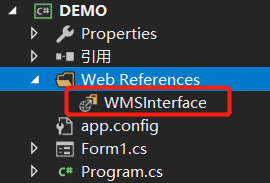 DEMO
Properties
引用
Web References
WMSInterface
app.config
Form1.cs
Program.cs